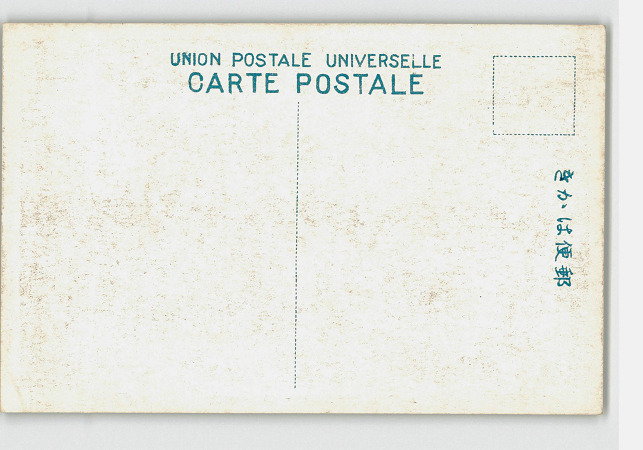 UNION POSTALE UNIVERSELLE
CARTE POSTALE
きかは便郵